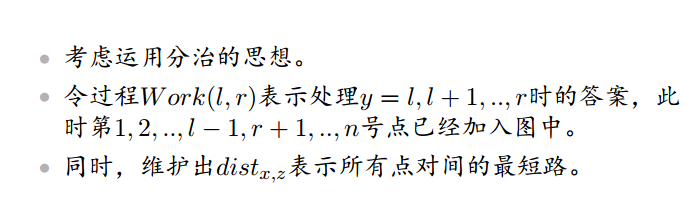 考虑运用分治的思想。
令过程Work(l, r)表示处理y = l, l + 1, .., r时的答案，此
时第1, 2, .., l − 1, r + 1, .., n号点已经加入图中。
同时，维护出dist_{x,z}表示所有点对间的最短路。